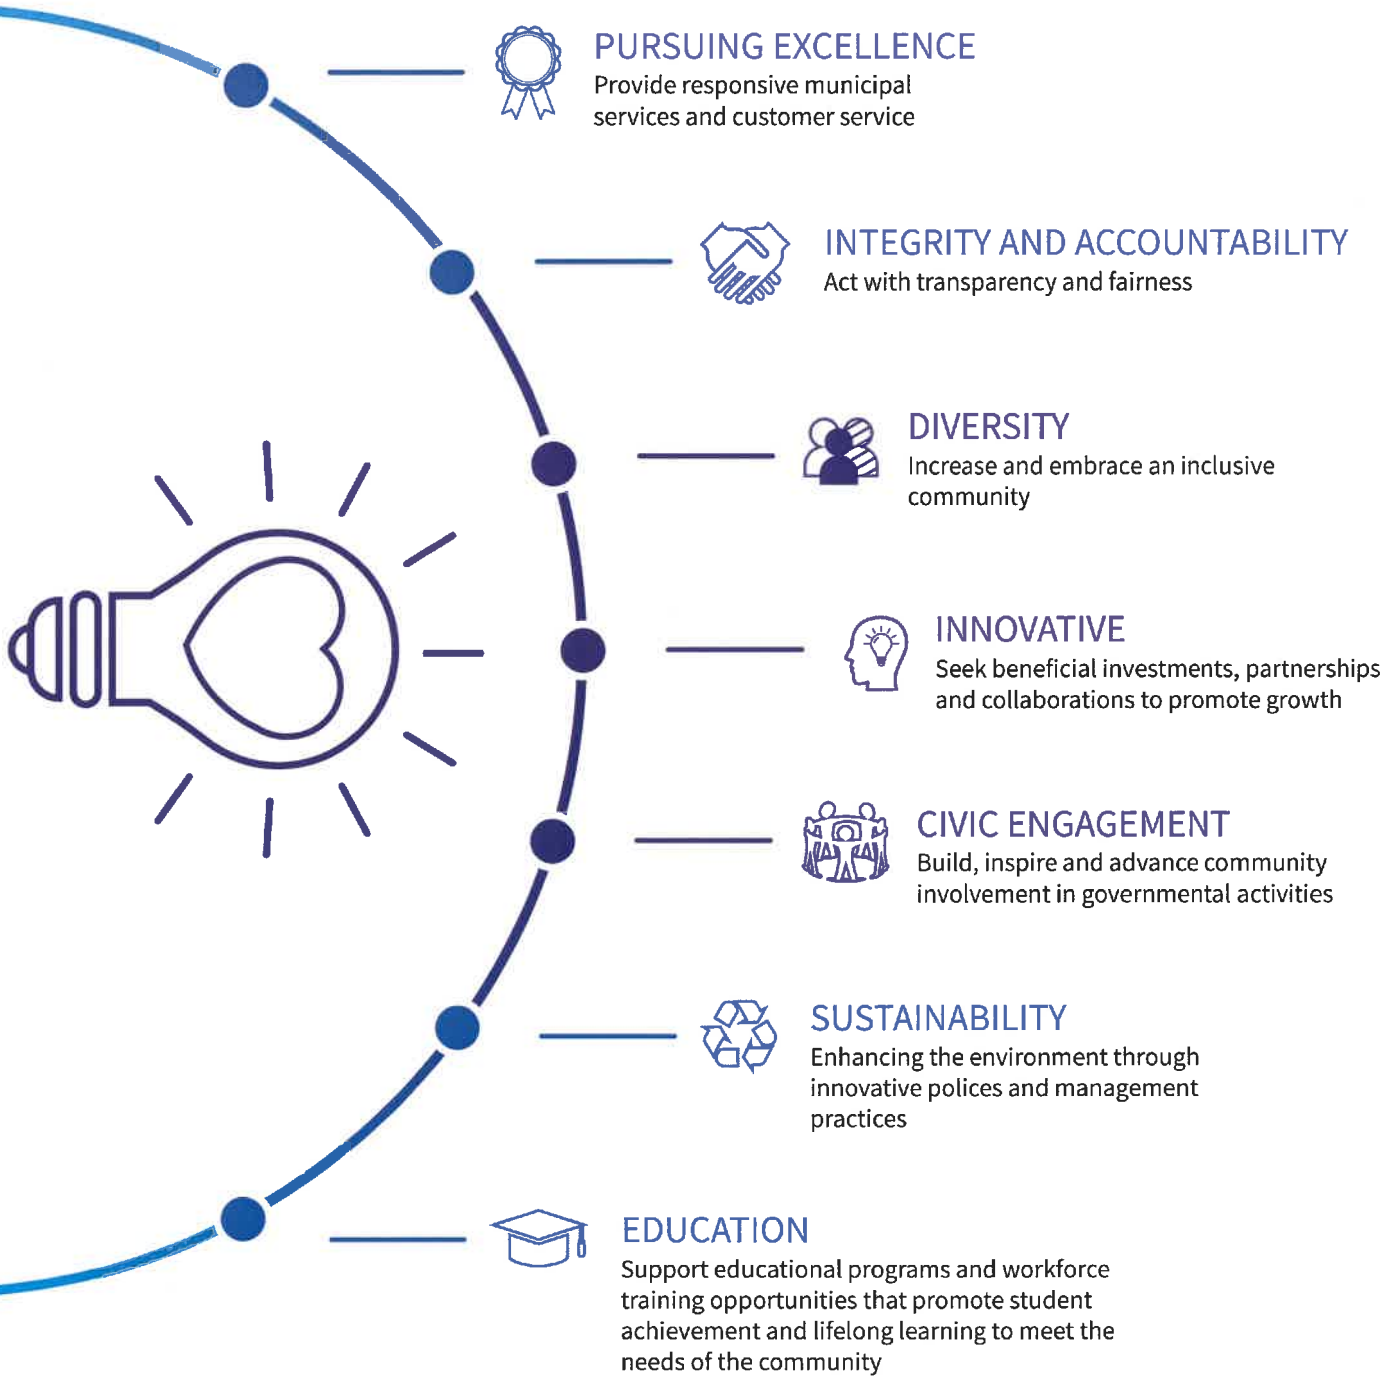 PURSUING EXCELLENCE
Provide responsive municipal
services and customer service
INTEGRITY AND ACCOUNTABILITY
Act with transparency and fairness
DIVERSITY
Increase and embrace an inclusive
community
INNOVATIVE
Seek beneficial investments, partnerships
and collaborations to promote growth
CIVIC ENGAGEMENT
Build, inspire and advance community
involvement in governmental activities
SUSTAINABILITY
Enhancing the environment through
innovative polices and management
practices
EDUCATION
Support educational programs and workforce
training opportunities that promote student
achievement and lifelong learning to meet the
needs of the community